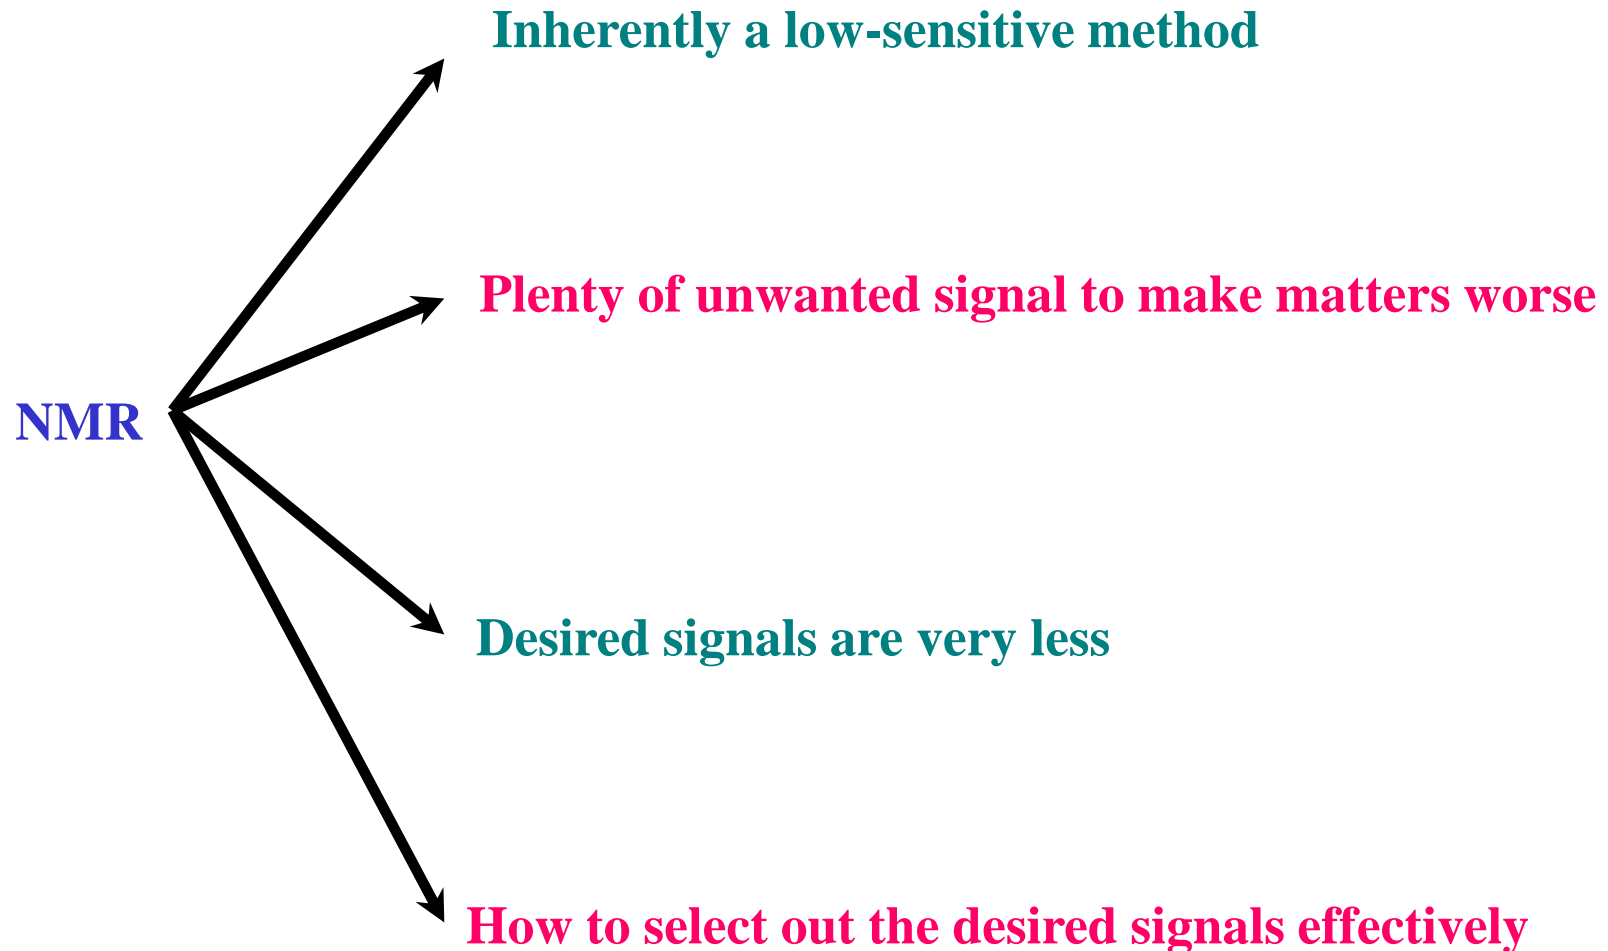 Inherently a low-sensitive method
Plenty of unwanted signal to make matters worse
NMR
Desired signals are very less
How to select out the desired signals effectively